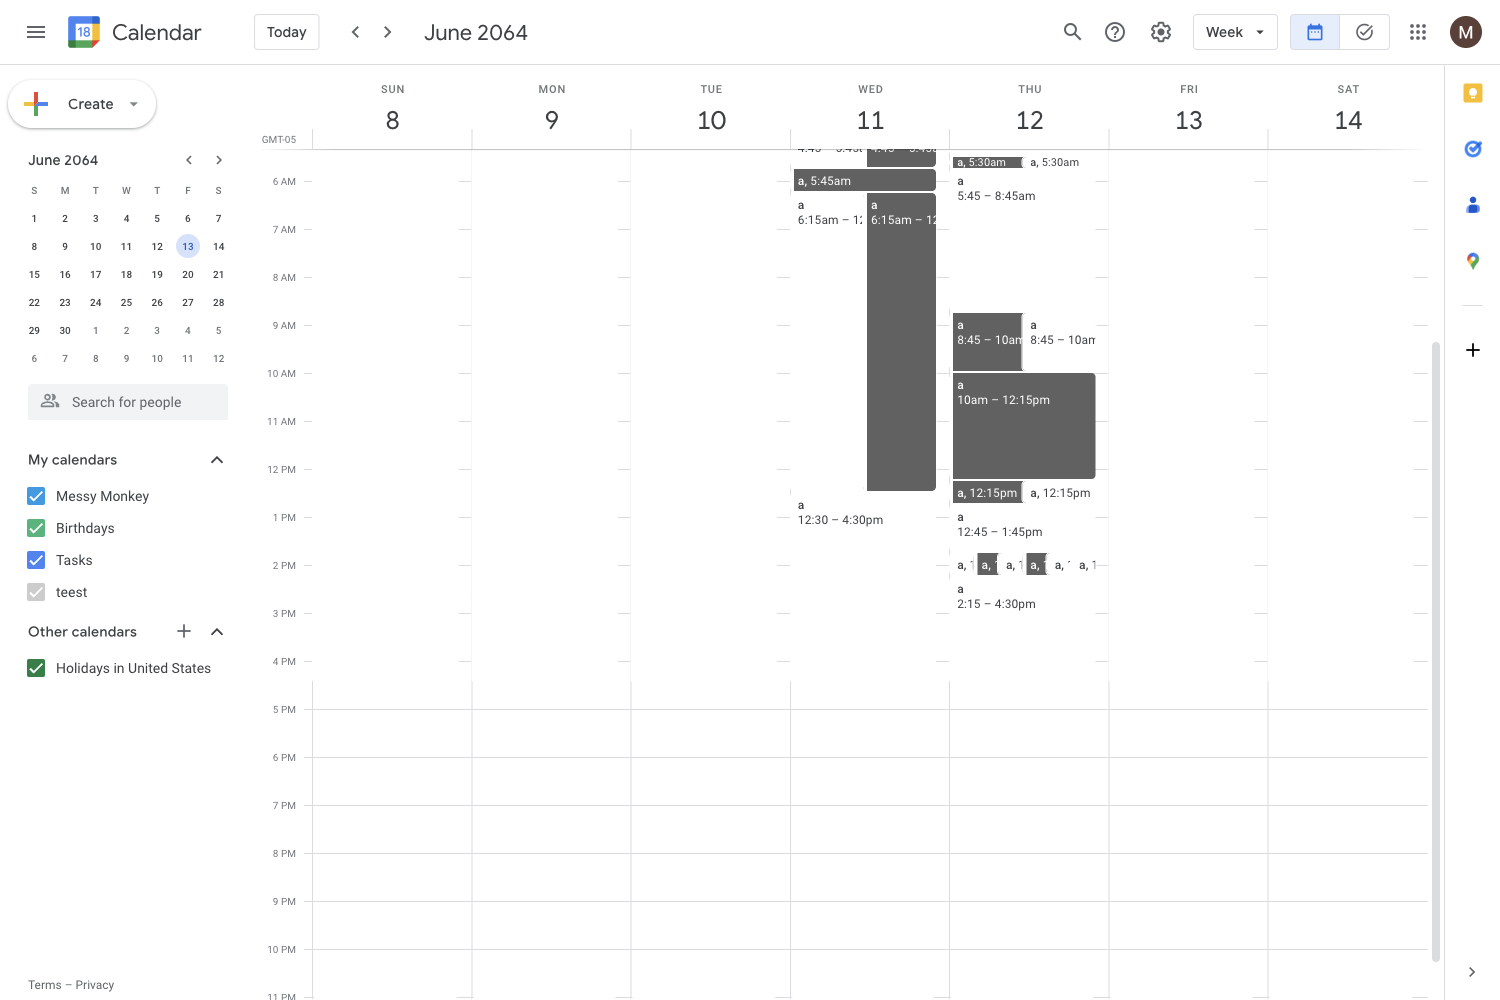 18 Calendar Today June 2064 Week M
Create
June 2064
S M T W T F S
1 2 3 4 5 6 7
8 9 10 11 12 13 14
15 16 17 18 19 20 21
22 23 24 25 26 27 28
29 30 1 2 3 4 5
6 7 8 9 10 11 12
Search for people
My calendars
Messy Monkey
Birthdays
Tasks
teest
Other calendars
Holidays in United States
Terms – Privacy
SUN MON TUE WED THU FRI SAT
8 9 10 11 12 13 14
GMT-05
6 AM
7 AM
8 AM
9 AM
10 AM
11 AM
12 PM
1 PM
2 PM
3 PM
4 PM
5 PM
6 PM
7 PM
8 PM
9 PM
10 PM
11 PM
a, 5:45am
a
6:15am – 12
a
6:15am – 12
a
12:30 – 4:30pm
a, 5:30am
a, 5:30am
a
5:45 – 8:45am
a
8:45 – 10am
a
8:45 – 10am
a
10am – 12:15pm
a, 12:15pm
a, 12:15pm
a
12:45 – 1:45pm
a, 1
a,
a, 1
a,
a,
a, 1
a
2:15 – 4:30pm